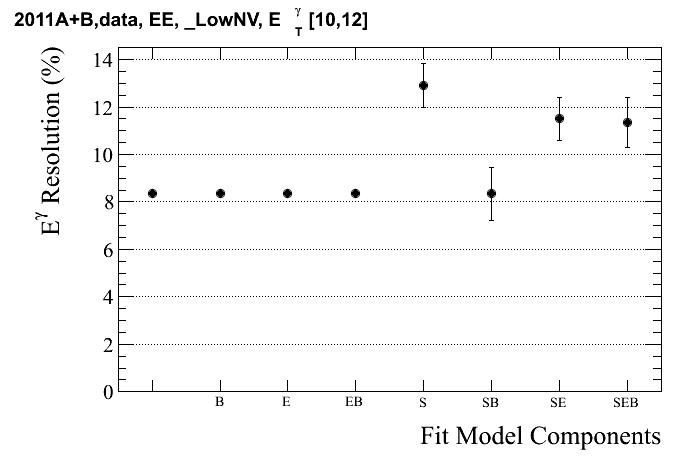 2011A+B,data, EE, _LowNV, E γ T [10,12]
E γ Resolution (%)
14
12
10
8
6
4
2
0
B E EB S SB SE SEB
Fit Model Components